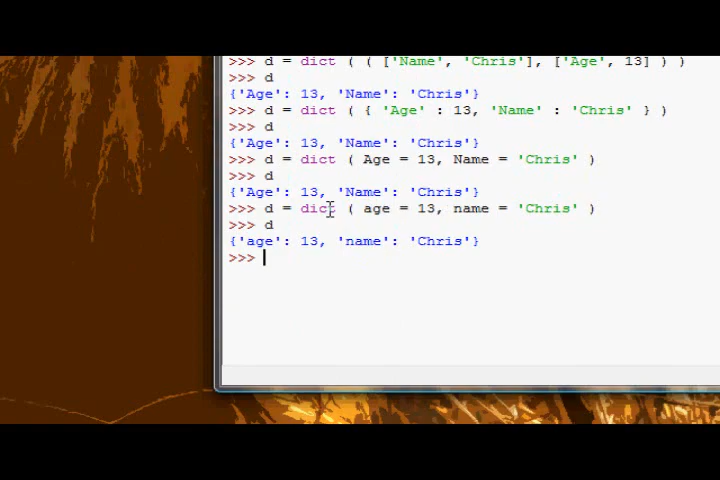 >>> d = dict ( ( ['Name', 'Chris'], ['Age', 13] ) )
>>> d
{'Age': 13, 'Name': 'Chris'}
>>> d = dict ( { 'Age' : 13, 'Name' : 'Chris' } )
>>> d
{'Age': 13, 'Name': 'Chris'}
>>> d = dict ( Age = 13, Name = 'Chris' )
>>> d
{'Age': 13, 'Name': 'Chris'}
>>> d = dict ( age = 13, name = 'Chris' )
>>> d
{'age': 13, 'name': 'Chris'}
>>>